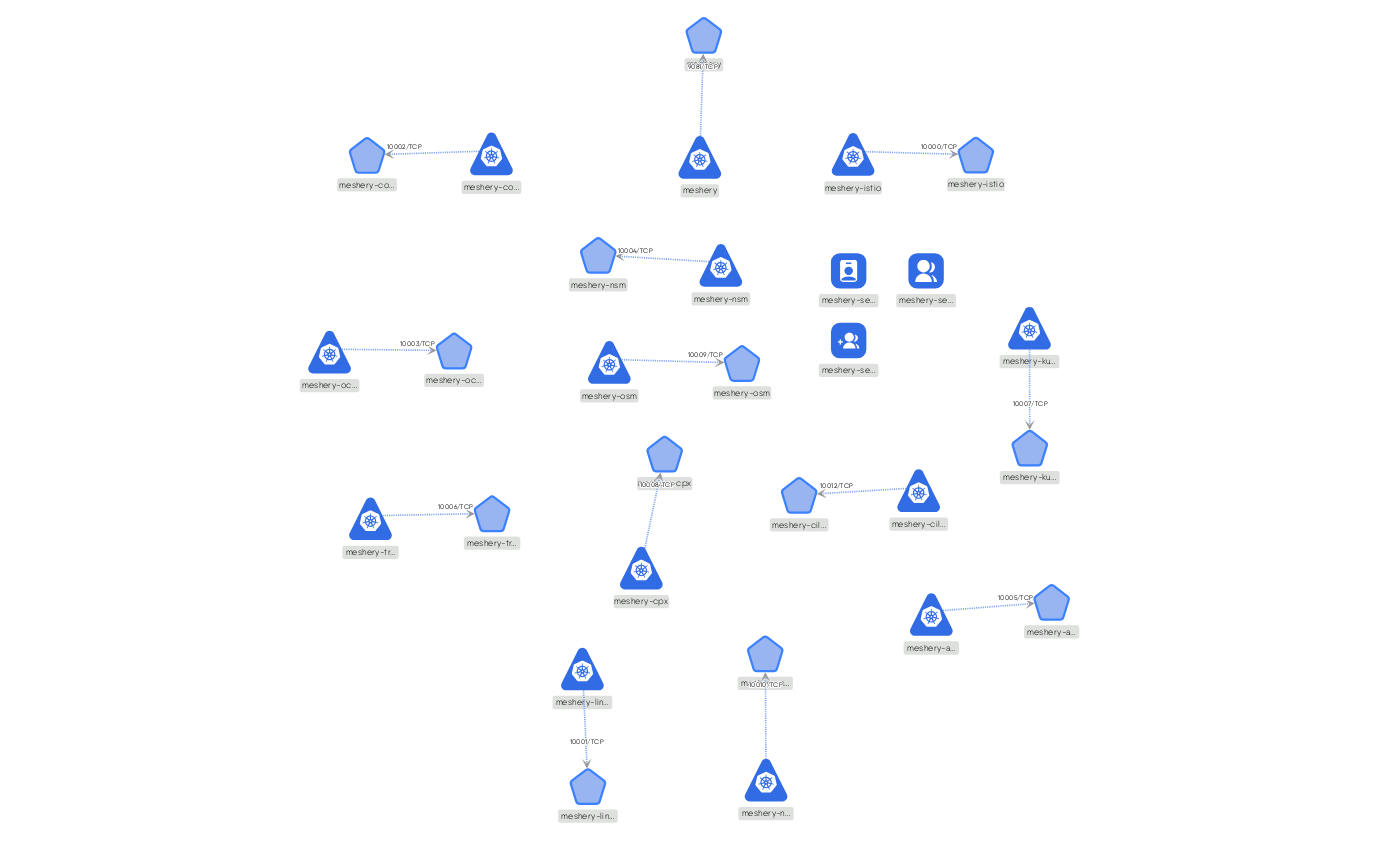 9081/TCP
meshery
10002/TCP
meshery-co...
meshery-co...
10000/TCP
meshery-istio
meshery-istio
10004/TCP
meshery-nsm
meshery-nsm
meshery-se...
meshery-se...
meshery-se...
10003/TCP
meshery-oc...
meshery-oc...
10009/TCP
meshery-osm
meshery-osm
meshery-ku...
10007/TCP
meshery-ku...
10008/TCP
cpx
meshery-cpx
10012/TCP
meshery-cil...
meshery-cil...
10006/TCP
meshery-tr...
meshery-tr...
10005/TCP
meshery-a...
meshery-a...
meshery-lin...
10001/TCP
meshery-lin...
10010/TCP
meshery-n...